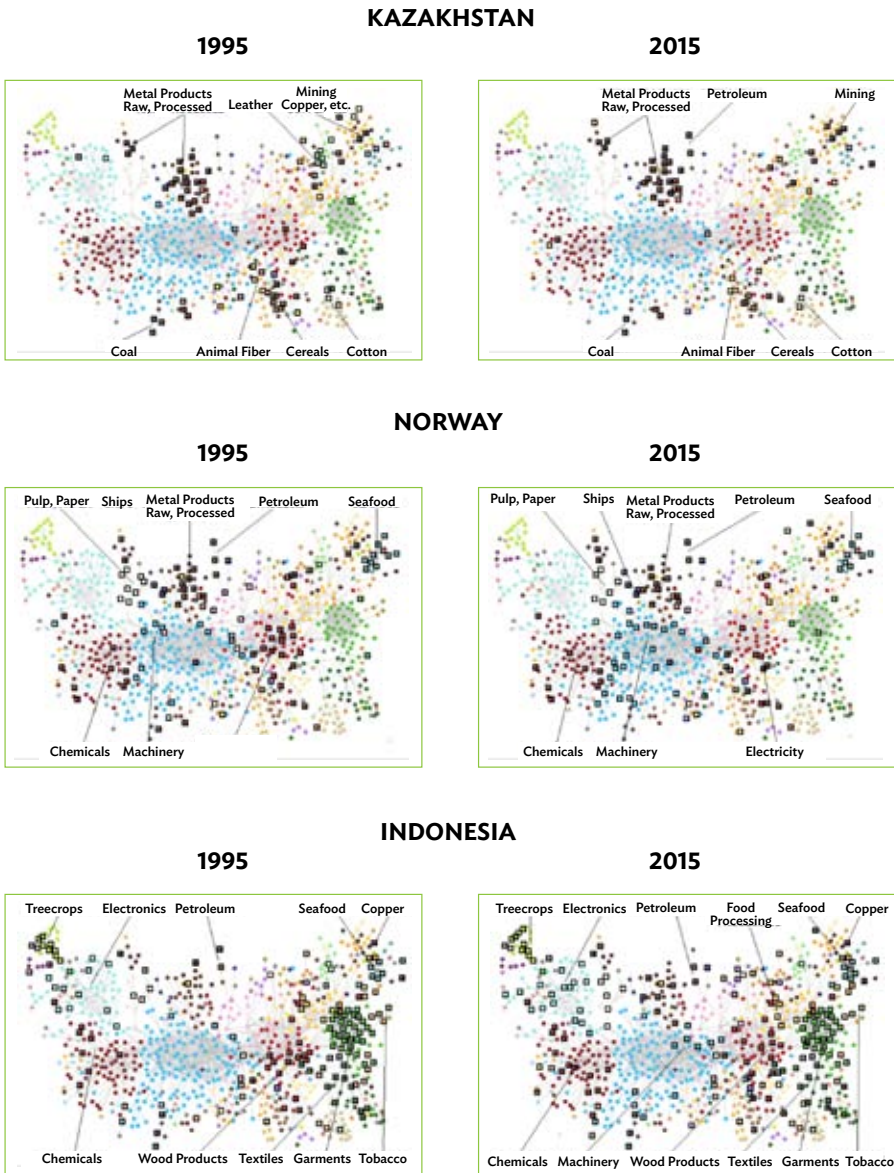 KAZAKHSTAN
1995
2015
Metal Products
Raw, Processed
Leather
Mining
Copper, etc.
Coal
Animal Fiber
Cereals
Cotton
Metal Products
Raw, Processed
Petroleum
Mining
Coal
Animal Fiber
Cereals
Cotton
NORWAY
1995
2015
Pulp, Paper
Ships
Metal Products
Raw, Processed
Petroleum
Seafood
Chemicals
Machinery
Pulp, Paper
Ships
Metal Products
Raw, Processed
Petroleum
Seafood
Chemicals
Machinery
Electricity
INDONESIA
1995
2015
Treecrops
Electronics
Petroleum
Seafood
Copper
Chemicals
Wood Products
Textiles
Garments
Tobacco
Treecrops
Electronics
Petroleum
Food
Processing
Seafood
Copper
Chemicals
Machinery
Wood Products
Textiles
Garments
Tobacco